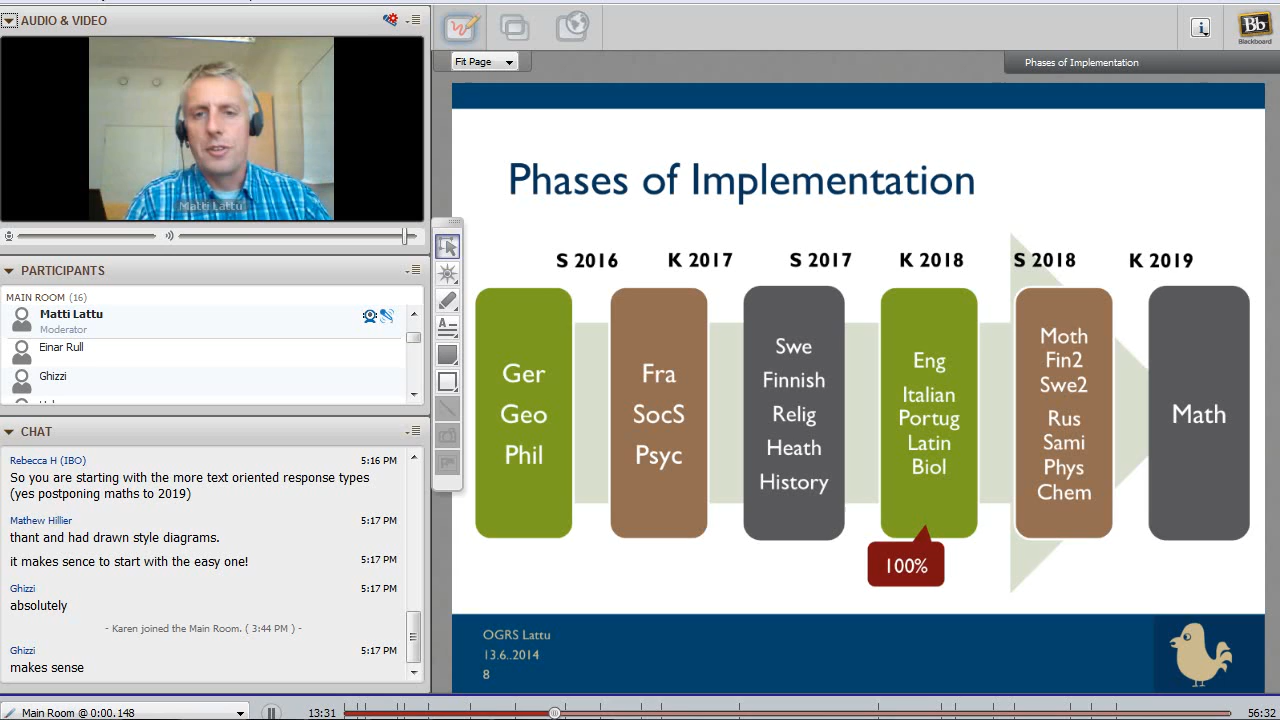 AUDIO & VIDEO
Matti Lattu
PARTICIPANTS
MAIN ROOM (16)
Matti Lattu
Moderator
Einar Rull
Ghizzi
CHAT
Rebecca H (IBO) 5:16 PM
So you are starting with the more text oriented response types
(yes postponing maths to 2019)
Mathew Hillier 5:17 PM
thant and had drawn style diagrams.
it makes sence to start with the easy one! 5:17 PM
Ghizzi 5:17 PM
absolutely
- Karen joined the Main Room. ( 3:44 PM ) -
Ghizzi 5:17 PM
makes sense
Main Room @ 0:00.148
13:31
56:32
Bb
Blackboard
Fit Page
Phases of Implementation
Phases of Implementation
S 2016 K 2017 S 2017 K 2018 S 2018 K 2019
Ger
Geo
Phil
Fra
SocS
Psyc
Swe
Finnish
Relig
Heath
History
Eng
Italian
Portug
Latin
Biol
100%
Moth
Fin2
Swe2
Rus
Sami
Phys
Chem
Math
OGRS Lattu
13.6..2014
8